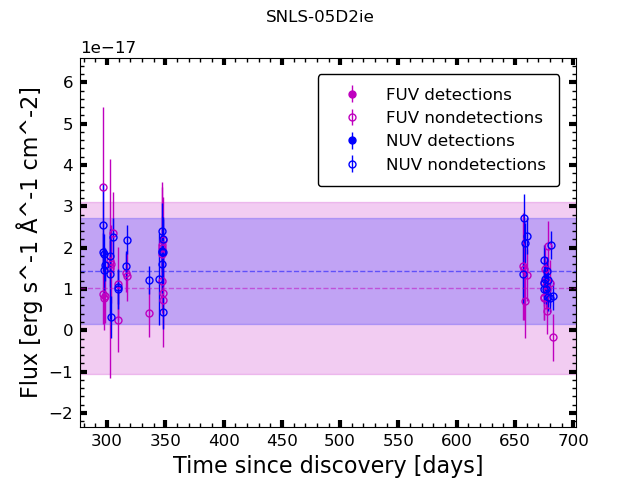 SNLS-05D2ie
1e−17
FUV detections
FUV nondetections
NUV detections
NUV nondetections
6
5
4
3
2
1
0
−1
−2
Flux [erg s^-1 Å^-1 cm^-2]
300 350 400 450 500 550 600 650 700
Time since discovery [days]